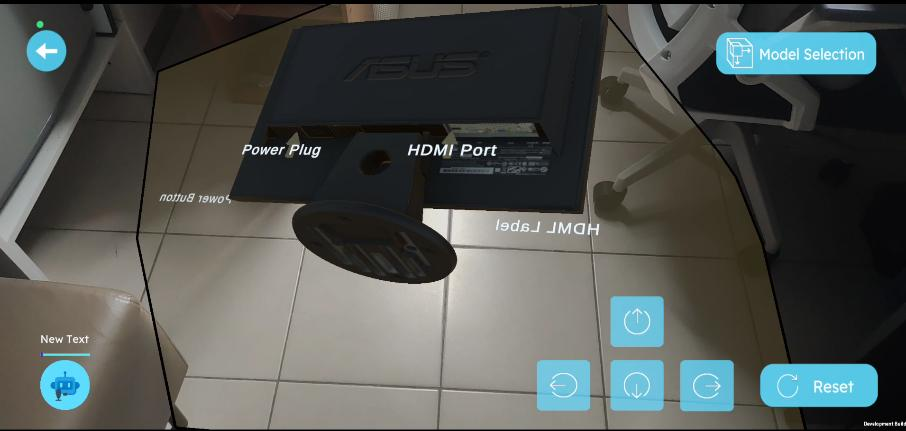 Model Selection
ASUS
Power Plug
HDMI Port
Power Button
HDML Label
New Text
Reset
Development Build